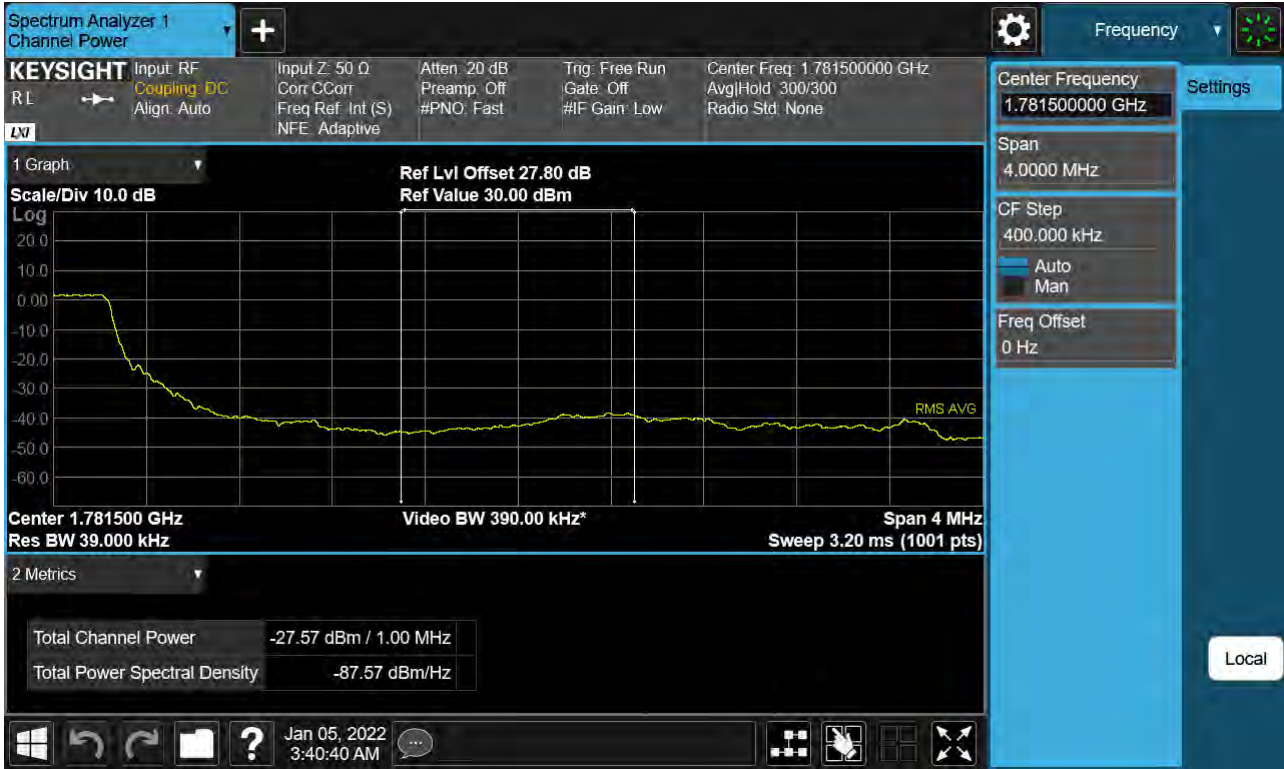 Spectrum Analyzer 1
Channel Power
+
Frequency
KEYSIGHT
R L
LXI
Input: RF
Coupling: DC
Align: Auto
Input Z: 50 Ω
Corr CCorr
Freq Ref: Int (S)
NFE: Adaptive
Atten: 20 dB
Preamp: Off
#PNO: Fast
Trig: Free Run
Gate: Off
#IF Gain: Low
Center Freq: 1.781500000 GHz
Avg|Hold: 300/300
Radio Std: None
Center Frequency
1.781500000 GHz
Settings
Span
4.0000 MHz
CF Step
400.000 kHz
Auto
Man
Freq Offset
0 Hz
Local
1 Graph
Scale/Div 10.0 dB
Ref Lvl Offset 27.80 dB
Ref Value 30.00 dBm
Log
20.0
10.0
0.00
-10.0
-20.0
-30.0
-40.0
-50.0
-60.0
RMS AVG
Center 1.781500 GHz
Video BW 390.00 kHz*
Span 4 MHz
Res BW 39.000 kHz
Sweep 3.20 ms (1001 pts)
2 Metrics
Total Channel Power -27.57 dBm / 1.00 MHz
Total Power Spectral Density -87.57 dBm/Hz
?
Jan 05, 2022
3:40:40 AM